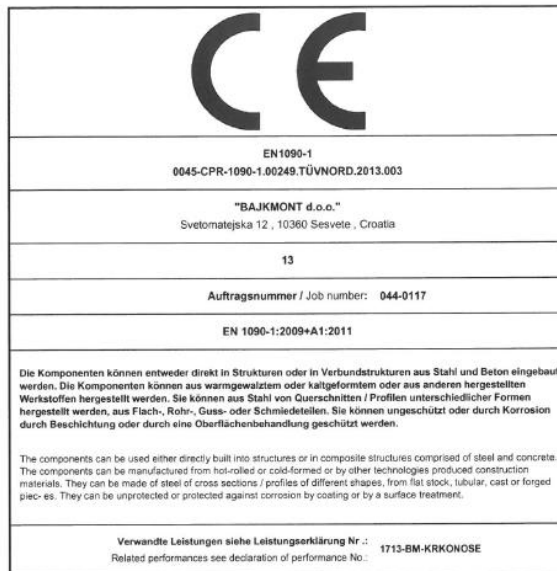 CE
EN1090-1
0045-CPR-1090-1.00249.TÜVNORD.2013.003
"BAJKMONT d.o.o."
Svetomatejska 12 , 10360 Sesvete , Croatia
13
Auftragsnummer / Job number: 044-0117
EN 1090-1:2009+A1:2011
Die Komponenten können entweder direkt in Strukturen oder in Verbundstrukturen aus Stahl und Beton eingebaut
werden. Die Komponenten können aus warmgewalztem oder kaltgeformtem oder aus anderen hergestellten
Werkstoffen hergestellt werden. Sie können aus Stahl von Querschnitten / Profilen unterschiedlicher Formen
hergestellt werden, aus Flach-, Rohr-, Guss- oder Schmiedeteilen. Sie können ungeschützt oder durch Korrosion
durch Beschichtung oder durch eine Oberflächenbehandlung geschützt werden.
The components can be used either directly built into structures or in composite structures comprised of steel and concrete.
The components can be manufactured from hot-rolled or cold-formed or by other technologies produced construction
materials. They can be made of steel of cross sections / profiles of different shapes, from flat stock, tubular, cast or forged
piec- es. They can be unprotected or protected against corrosion by coating or by a surface treatment.
Verwandte Leistungen siehe Leistungserklärung Nr .:
Related performances see declaration of performance No.:
1713-BM-KRKONOSE